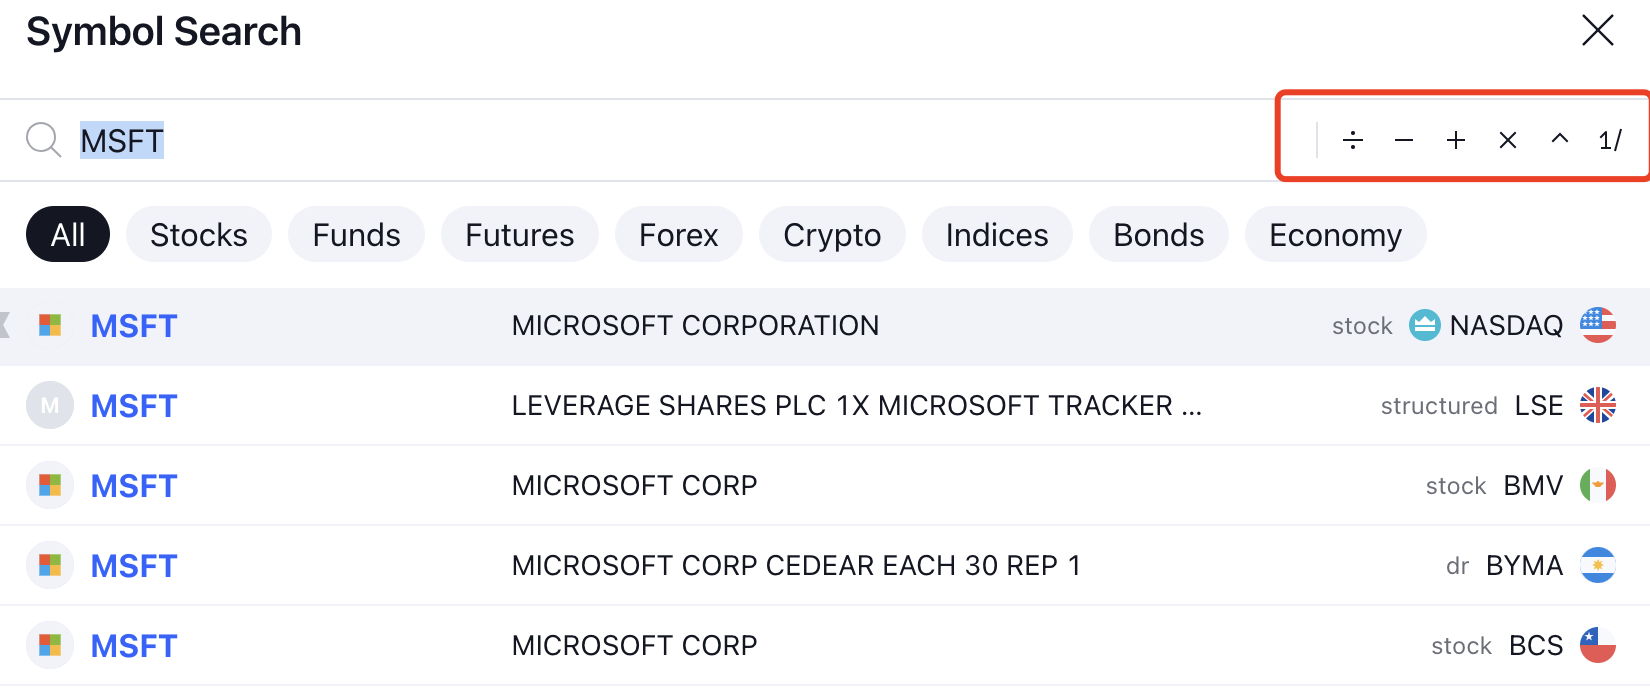 Symbol Search
MSFT ÷ − + × ^ 1/
All Stocks Funds Futures Forex Crypto Indices Bonds Economy
MSFT MICROSOFT CORPORATION stock NASDAQ
M MSFT LEVERAGE SHARES PLC 1X MICROSOFT TRACKER ... structured LSE
MSFT MICROSOFT CORP stock BMV
MSFT MICROSOFT CORP CEDEAR EACH 30 REP 1 dr BYMA
MSFT MICROSOFT CORP stock BCS